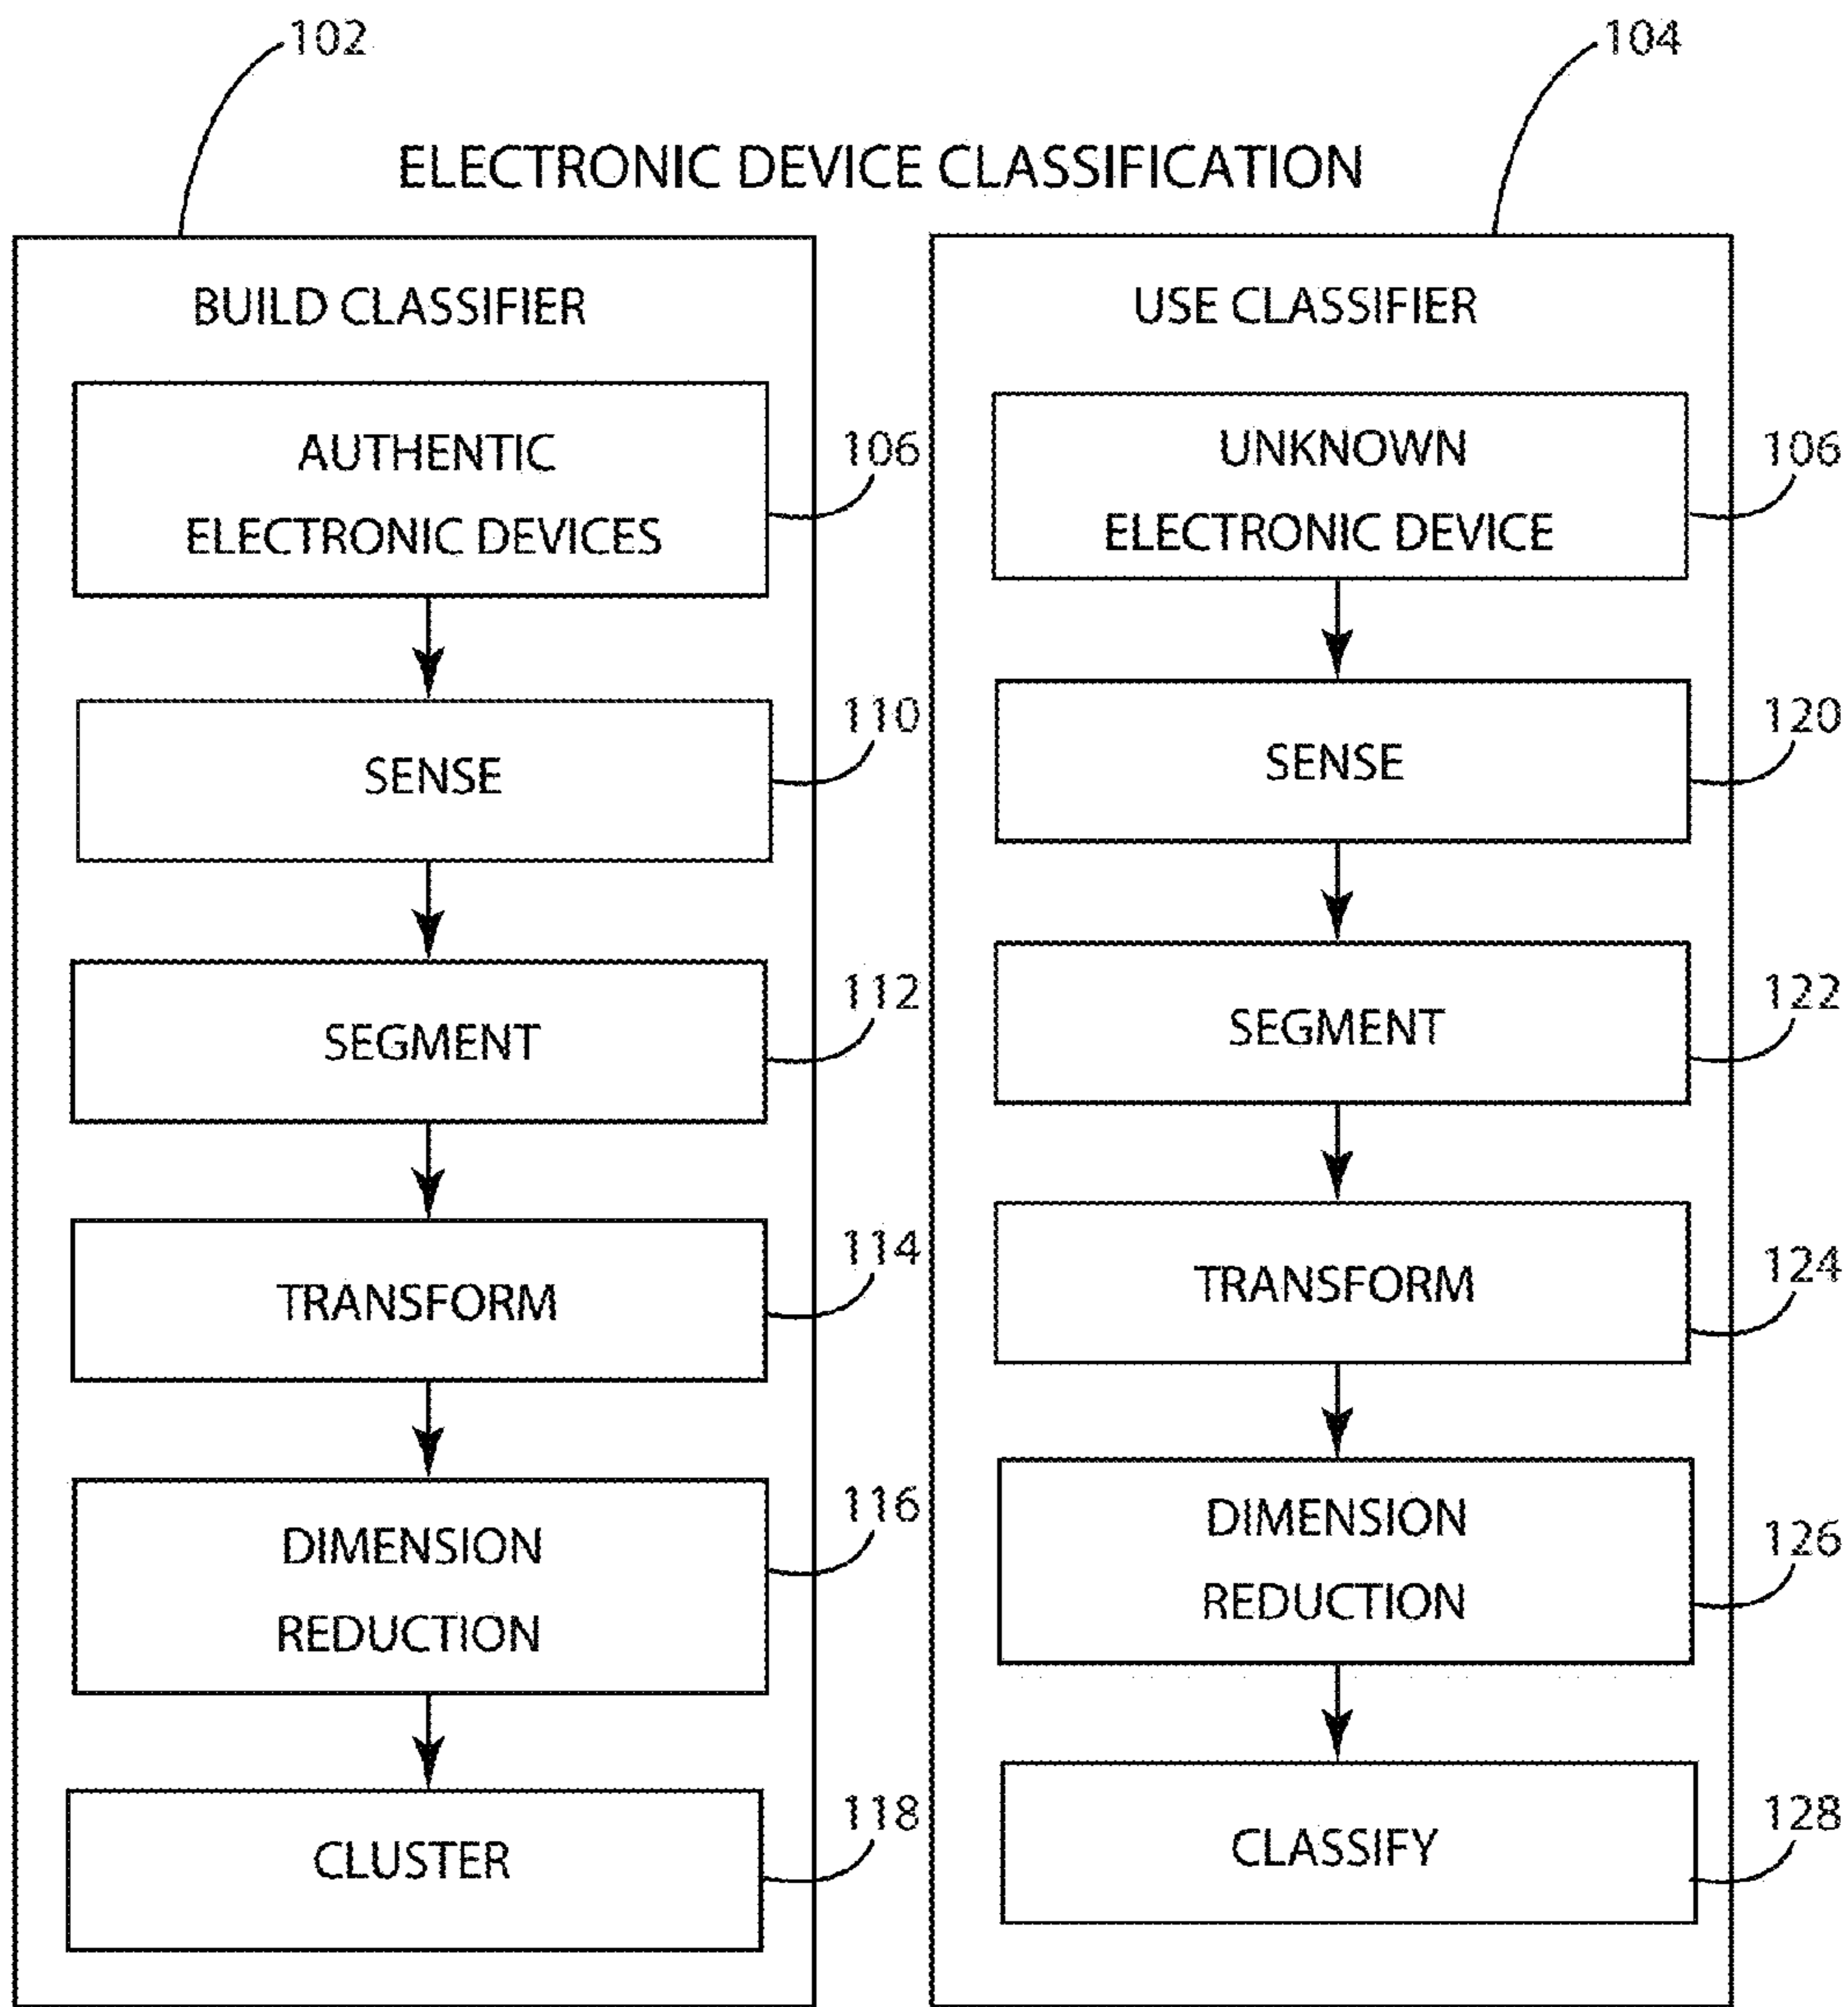 102
104
ELECTRONIC DEVICE CLASSIFICATION
BUILD CLASSIFIER
AUTHENTIC
ELECTRONIC DEVICES
106
SENSE
110
SEGMENT
112
TRANSFORM
114
DIMENSION
REDUCTION
116
CLUSTER
118
USE CLASSIFIER
UNKNOWN
ELECTRONIC DEVICE
106
SENSE
120
SEGMENT
122
TRANSFORM
124
DIMENSION
REDUCTION
126
CLASSIFY
128